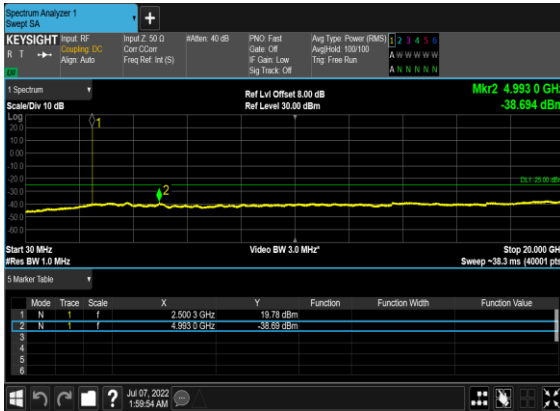 Spectrum Analyzer 1
Swept SA
+
KEYSIGHT Input: RF Input Z: 50 Ω #Atten: 40 dB PNO: Fast Avg Type: Power (RMS) 1 2 3 4 5 6
R T Coupling: DC Corr CCorr Gate: Off Avg|Hold: 100/100 A W W W W W
Align: Auto Freq Ref: Int (S) IF Gain: Low Trig: Free Run
Sig Track: Off A N N N N N
1 Spectrum Ref Lvl Offset 8.00 dB Mkr2 4.993 0 GHz
Scale/Div 10 dB Ref Level 30.00 dBm -38.694 dBm
Log
1
20.0
10.0
0.00
-10.0
-20.0
DL1 -25.00 dBm
2
-30.0
-40.0
-50.0
-60.0
Start 30 MHz Video BW 3.0 MHz* Stop 20.000 GHz
#Res BW 1.0 MHz Sweep ~38.3 ms (40001 pts)
5 Marker Table
Mode Trace Scale X Y Function Function Width Function Value
1 N 1 f 2.500 3 GHz 19.78 dBm
2 N 1 f 4.993 0 GHz -38.69 dBm
3
4
5
6
? Jul 07, 2022
1:59:54 AM